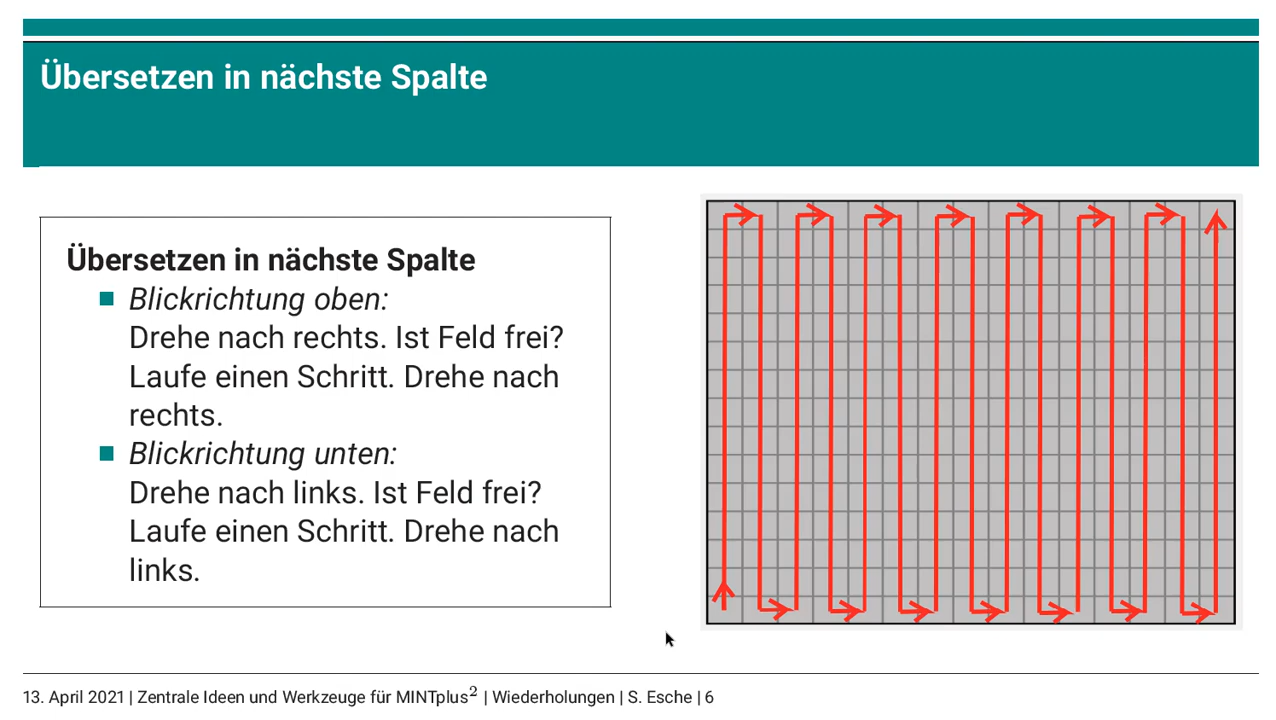 Übersetzen in nächste Spalte
Übersetzen in nächste Spalte
Blickrichtung oben:
Drehe nach rechts. Ist Feld frei?
Laufe einen Schritt. Drehe nach
rechts.
Blickrichtung unten:
Drehe nach links. Ist Feld frei?
Laufe einen Schritt. Drehe nach
links.
13. April 2021 | Zentrale Ideen und Werkzeuge für MINTplus² | Wiederholungen | S. Esche | 6